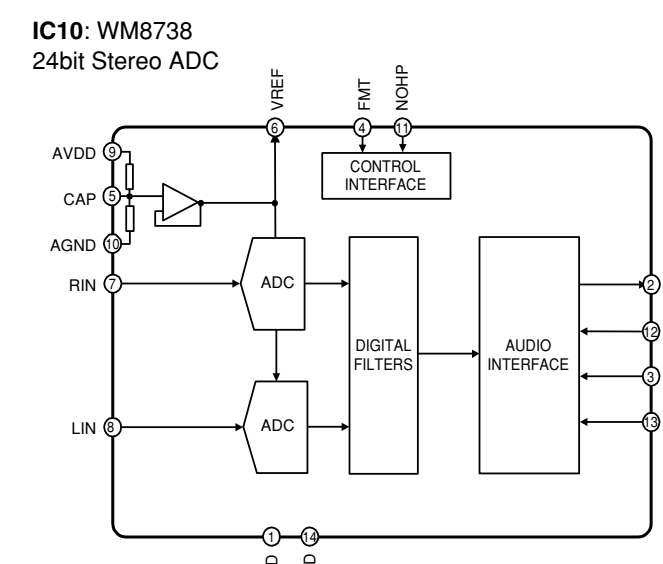 IC10: WM8738
24bit Stereo ADC
VREF
FMT
NOHP
6
4
11
AVDD 9
CONTROL
INTERFACE
CAP 5
AGND 10
RIN 7
ADC
2
12
DIGITAL
FILTERS
AUDIO
INTERFACE
3
LIN 8
ADC
13
1
14
D
D